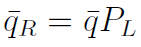 q̄_R = q̄P_L